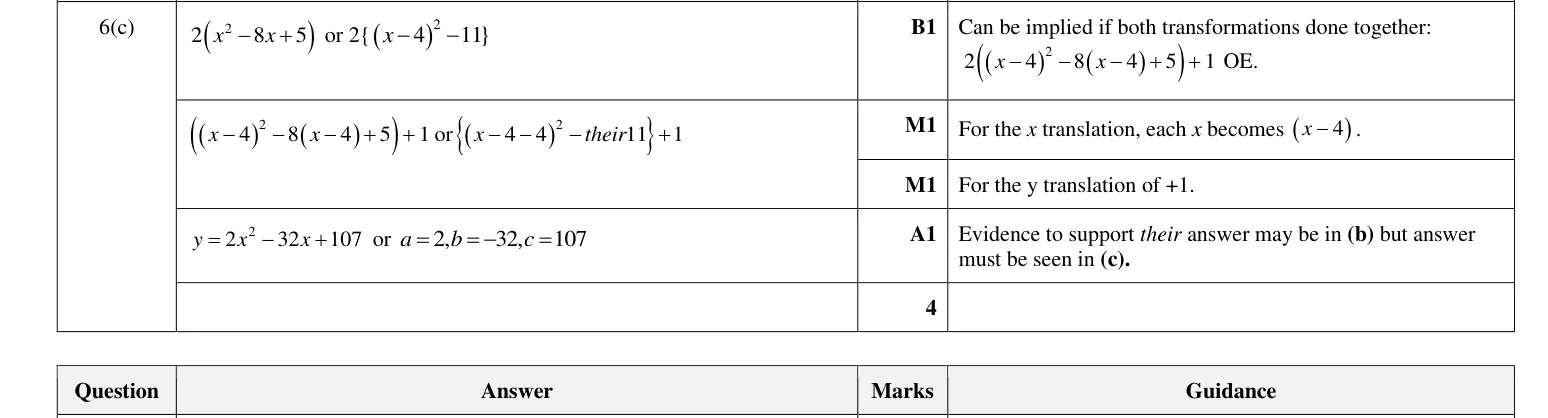 6(c)
2(x² − 8x + 5) or 2{(x − 4)² − 11}
B1
Can be implied if both transformations done together:
2((x − 4)² − 8(x − 4) + 5) + 1 OE.
((x − 4)² − 8(x − 4) + 5) + 1 or {(x − 4 − 4)² − their11} + 1
M1
For the x translation, each x becomes (x − 4).
M1
For the y translation of +1.
y = 2x² − 32x + 107 or a = 2, b = −32, c = 107
A1
Evidence to support their answer may be in (b) but answer
must be seen in (c).
4
Question Answer Marks Guidance